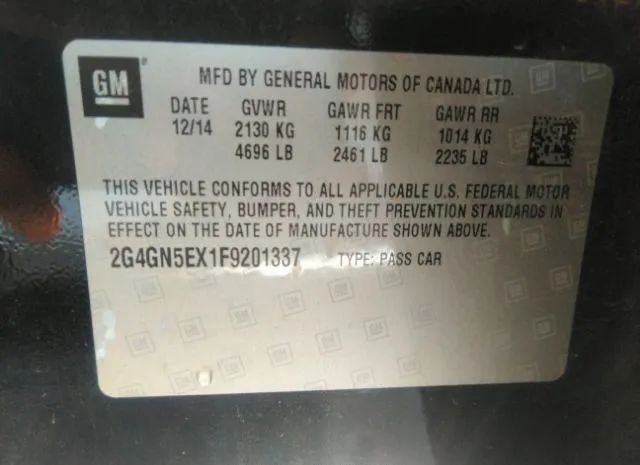 GM
MFD BY GENERAL MOTORS OF CANADA LTD.
DATE GVWR GAWR FRT GAWR RR
12/14 2130 KG 1116 KG 1014 KG
4696 LB 2461 LB 2235 LB
THIS VEHICLE CONFORMS TO ALL APPLICABLE U.S. FEDERAL MOTOR
VEHICLE SAFETY, BUMPER, AND THEFT PREVENTION STANDARDS IN
EFFECT ON THE DATE OF MANUFACTURE SHOWN ABOVE.
2G4GN5EX1F9201337 TYPE: PASS CAR